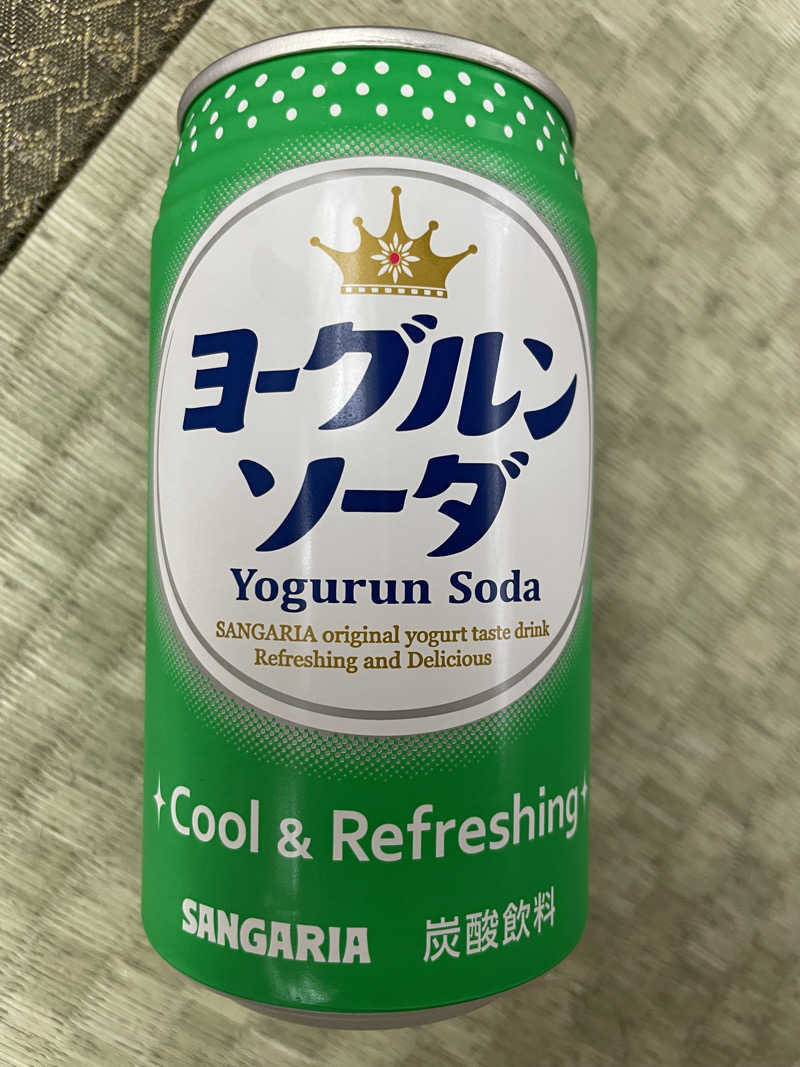 ヨーグルン
ソーダ
Yogurun Soda
SANGARIA original yogurt taste drink
Refreshing and Delicious
Cool & Refreshing
SANGARIA 炭酸飲料